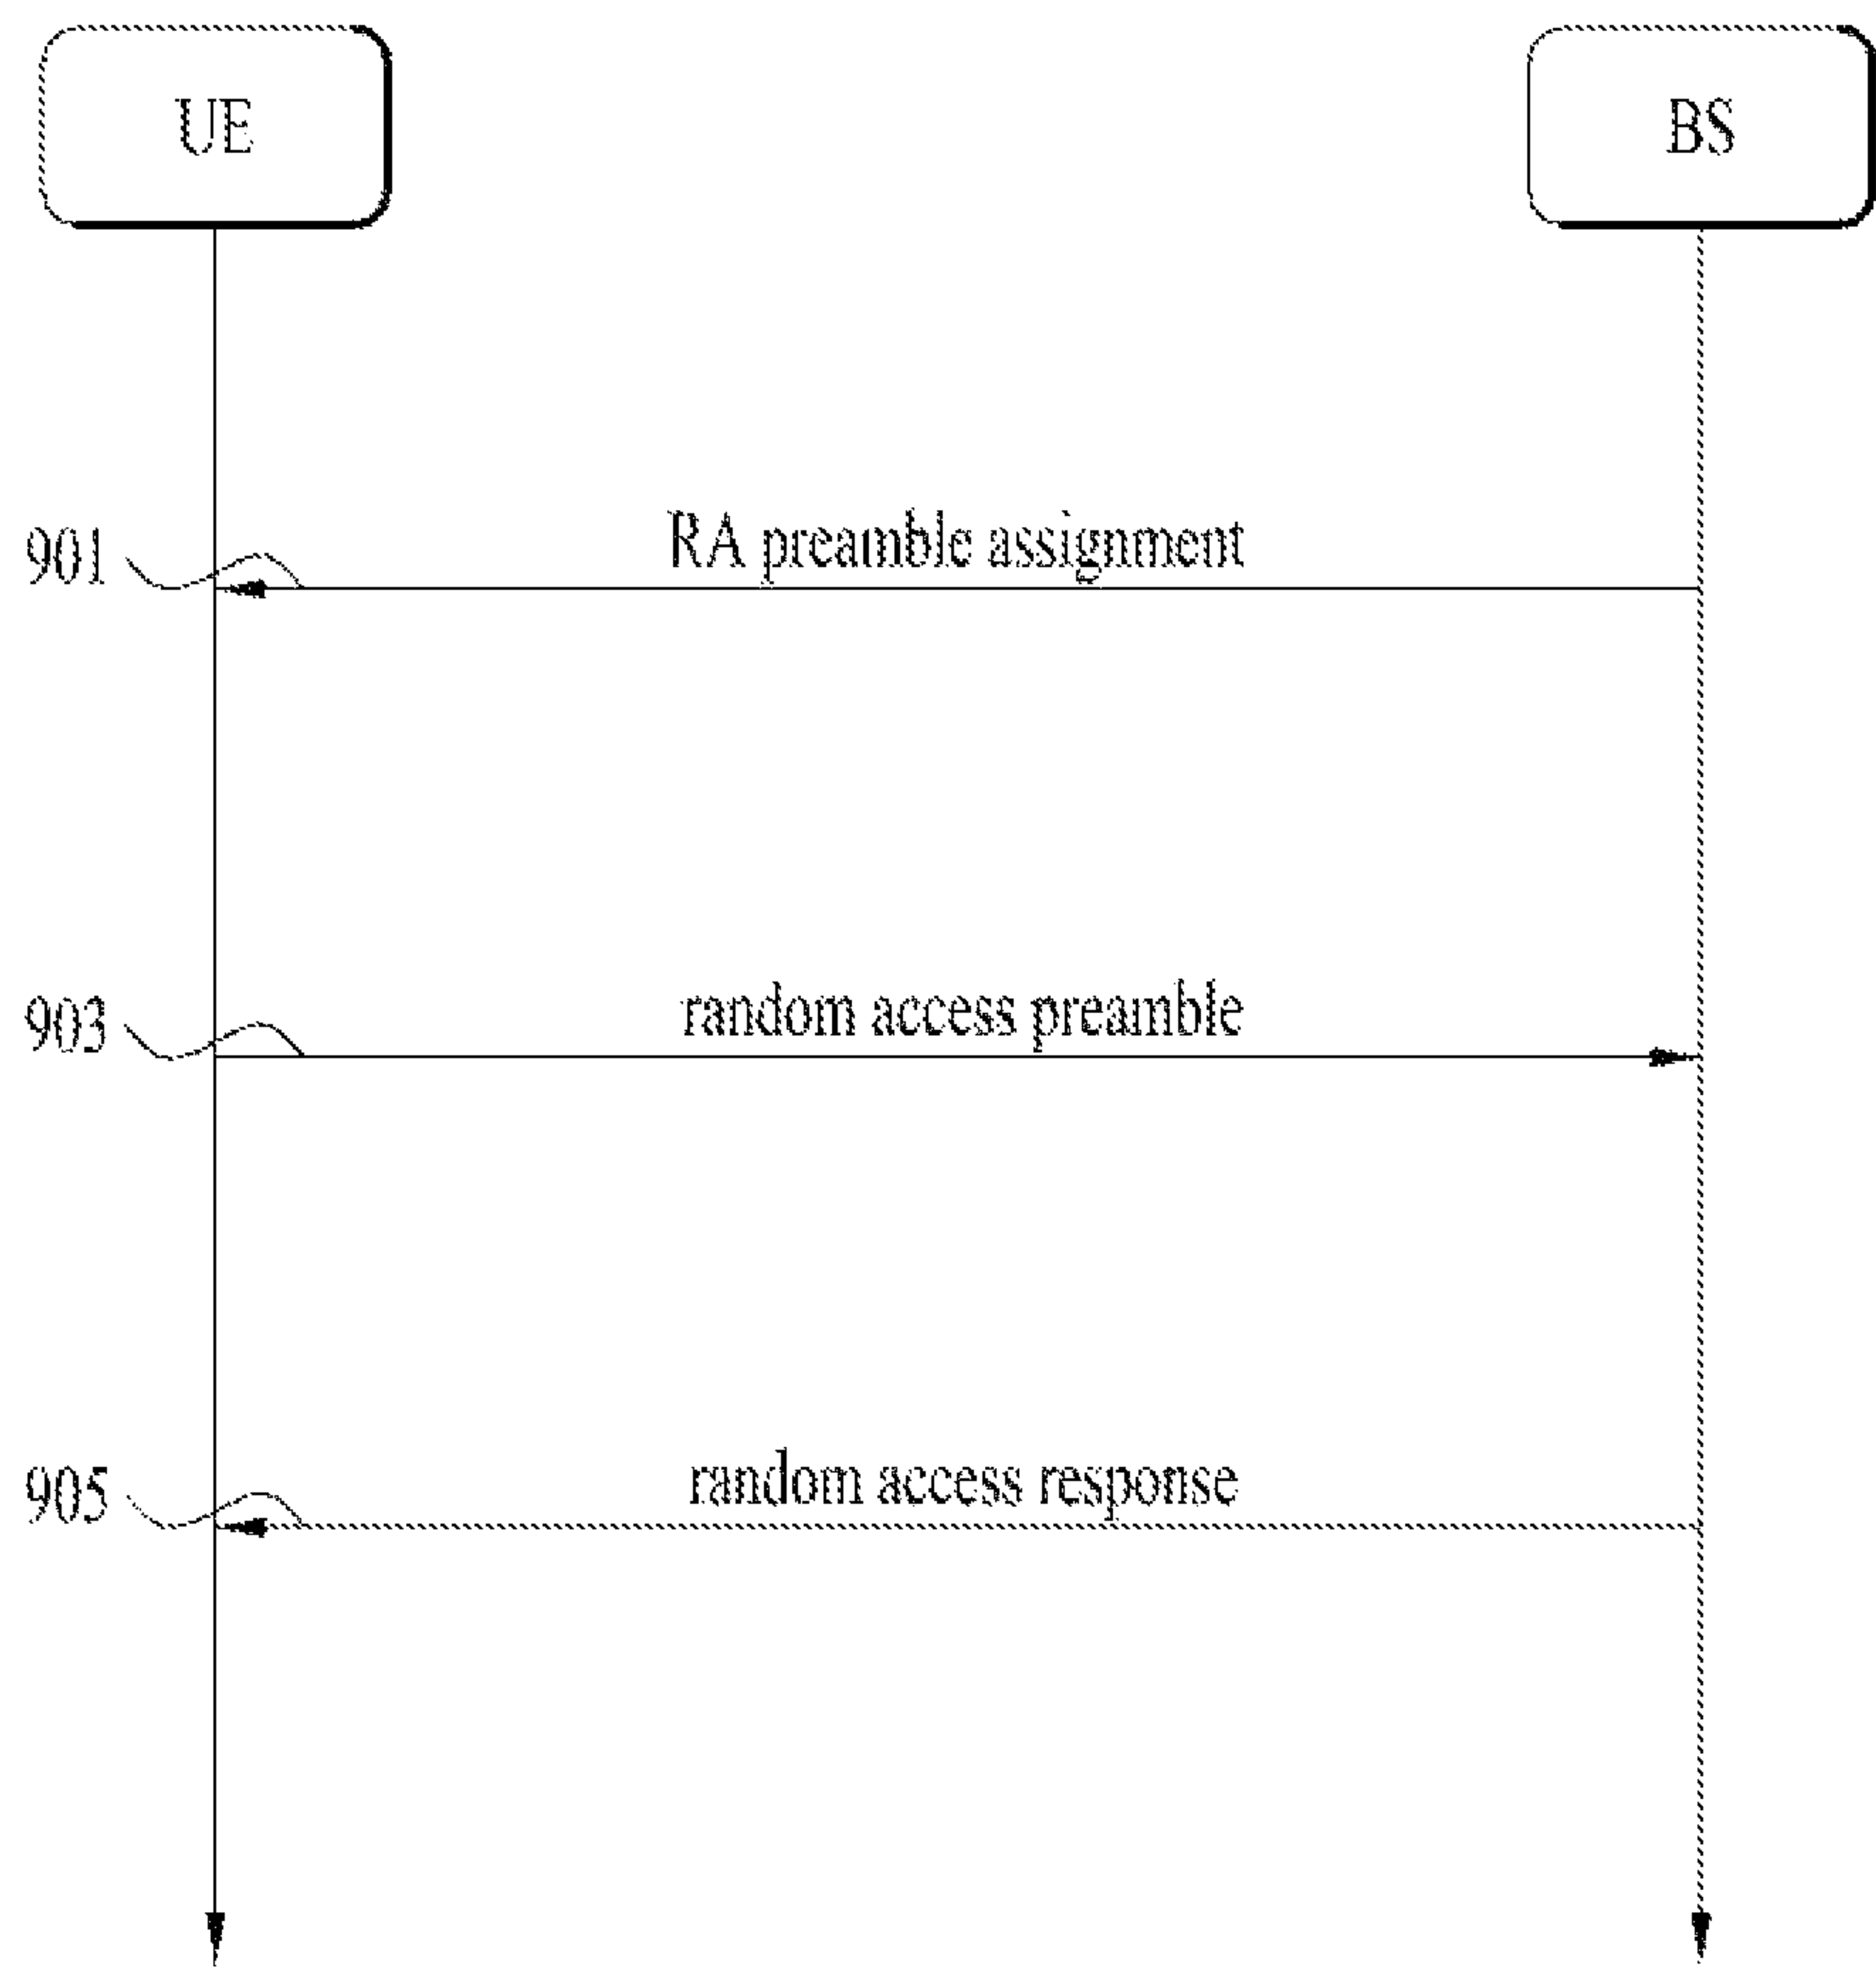 UE
BS
901
RA preamble assignment
903
random access preamble
905
random access response